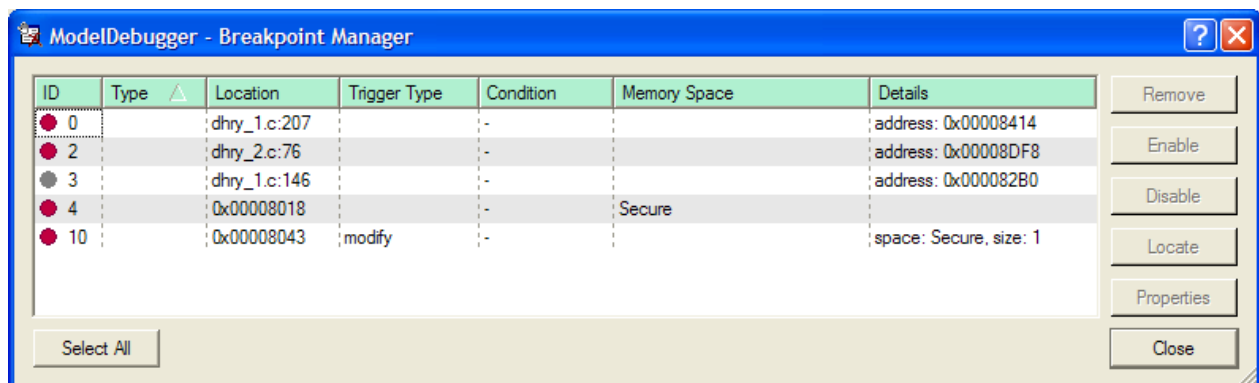 ModelDebugger - Breakpoint Manager
ID Type Location Trigger Type Condition Memory Space Details
0 dhry_1.c:207 - address: 0x00008414
2 dhry_2.c:76 - address: 0x00008DF8
3 dhry_1.c:146 - address: 0x000082B0
4 0x00008018 - Secure
10 0x00008043 modify - space: Secure, size: 1
Remove
Enable
Disable
Locate
Properties
Select All Close